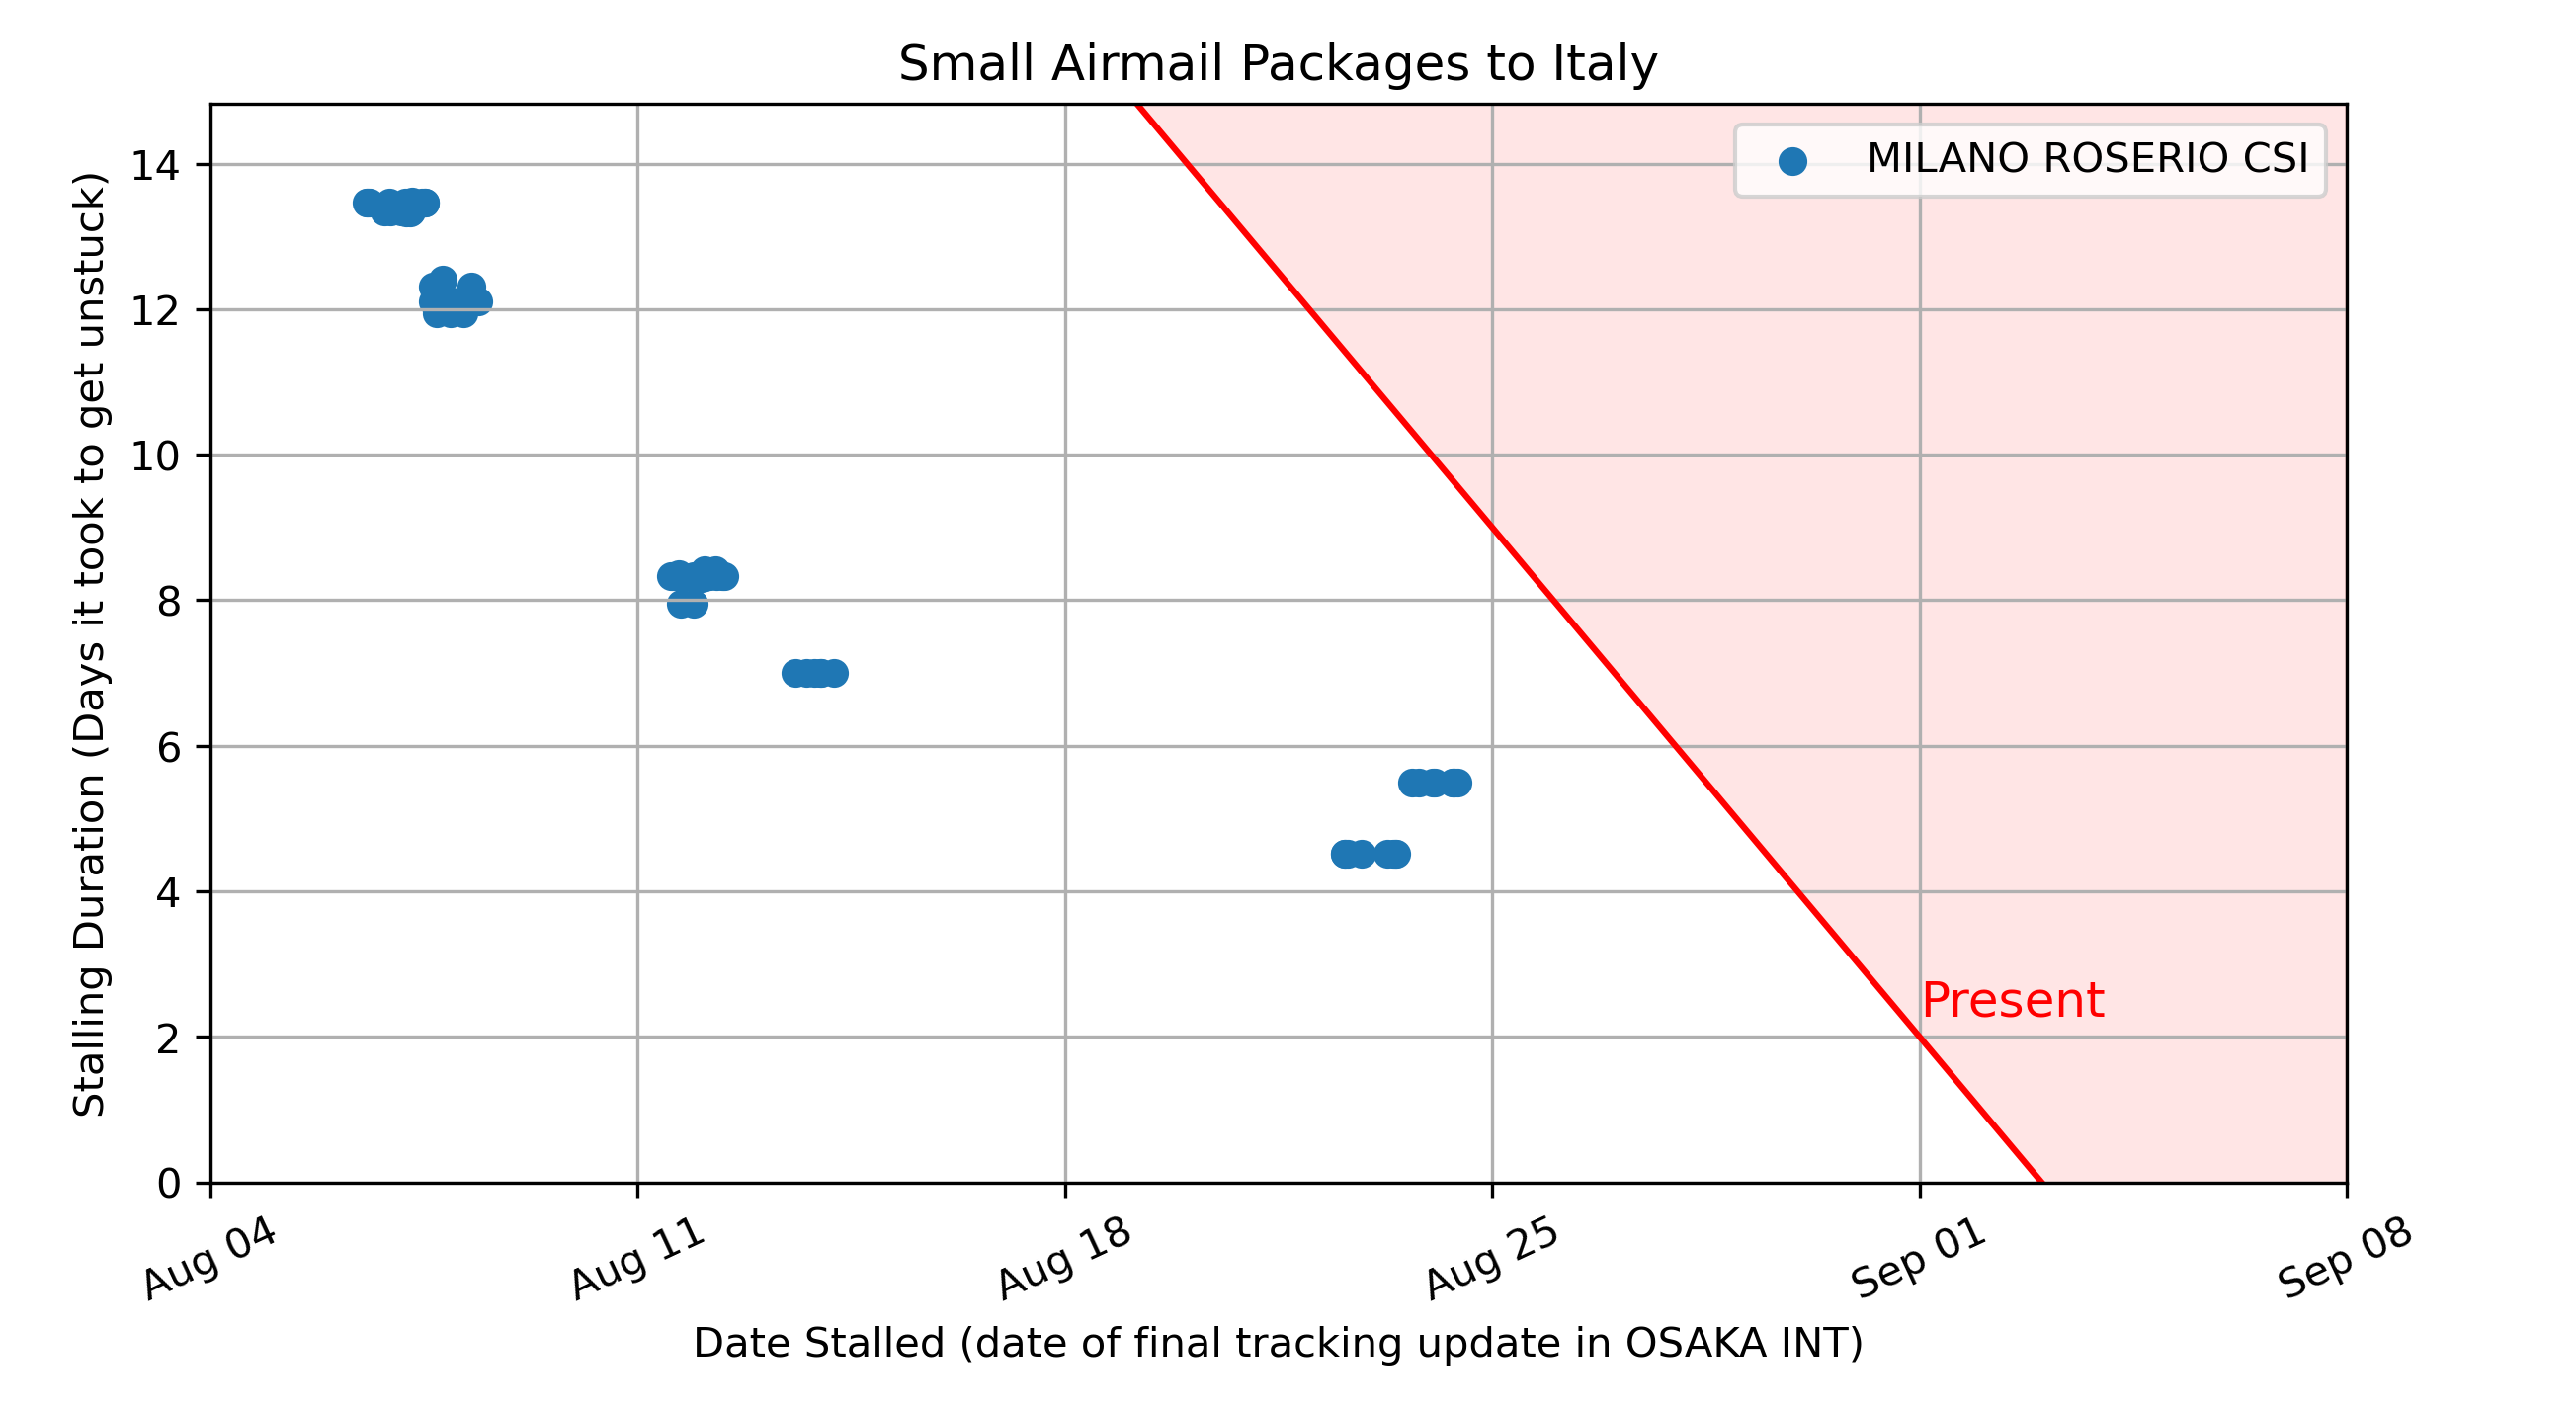 Small Airmail Packages to Italy
MILANO ROSERIO CSI
Stalling Duration (Days it took to get unstuck)
14
12
10
8
6
4
2
0
Present
Aug 04
Aug 11
Aug 18
Aug 25
Sep 01
Sep 08
Date Stalled (date of final tracking update in OSAKA INT)